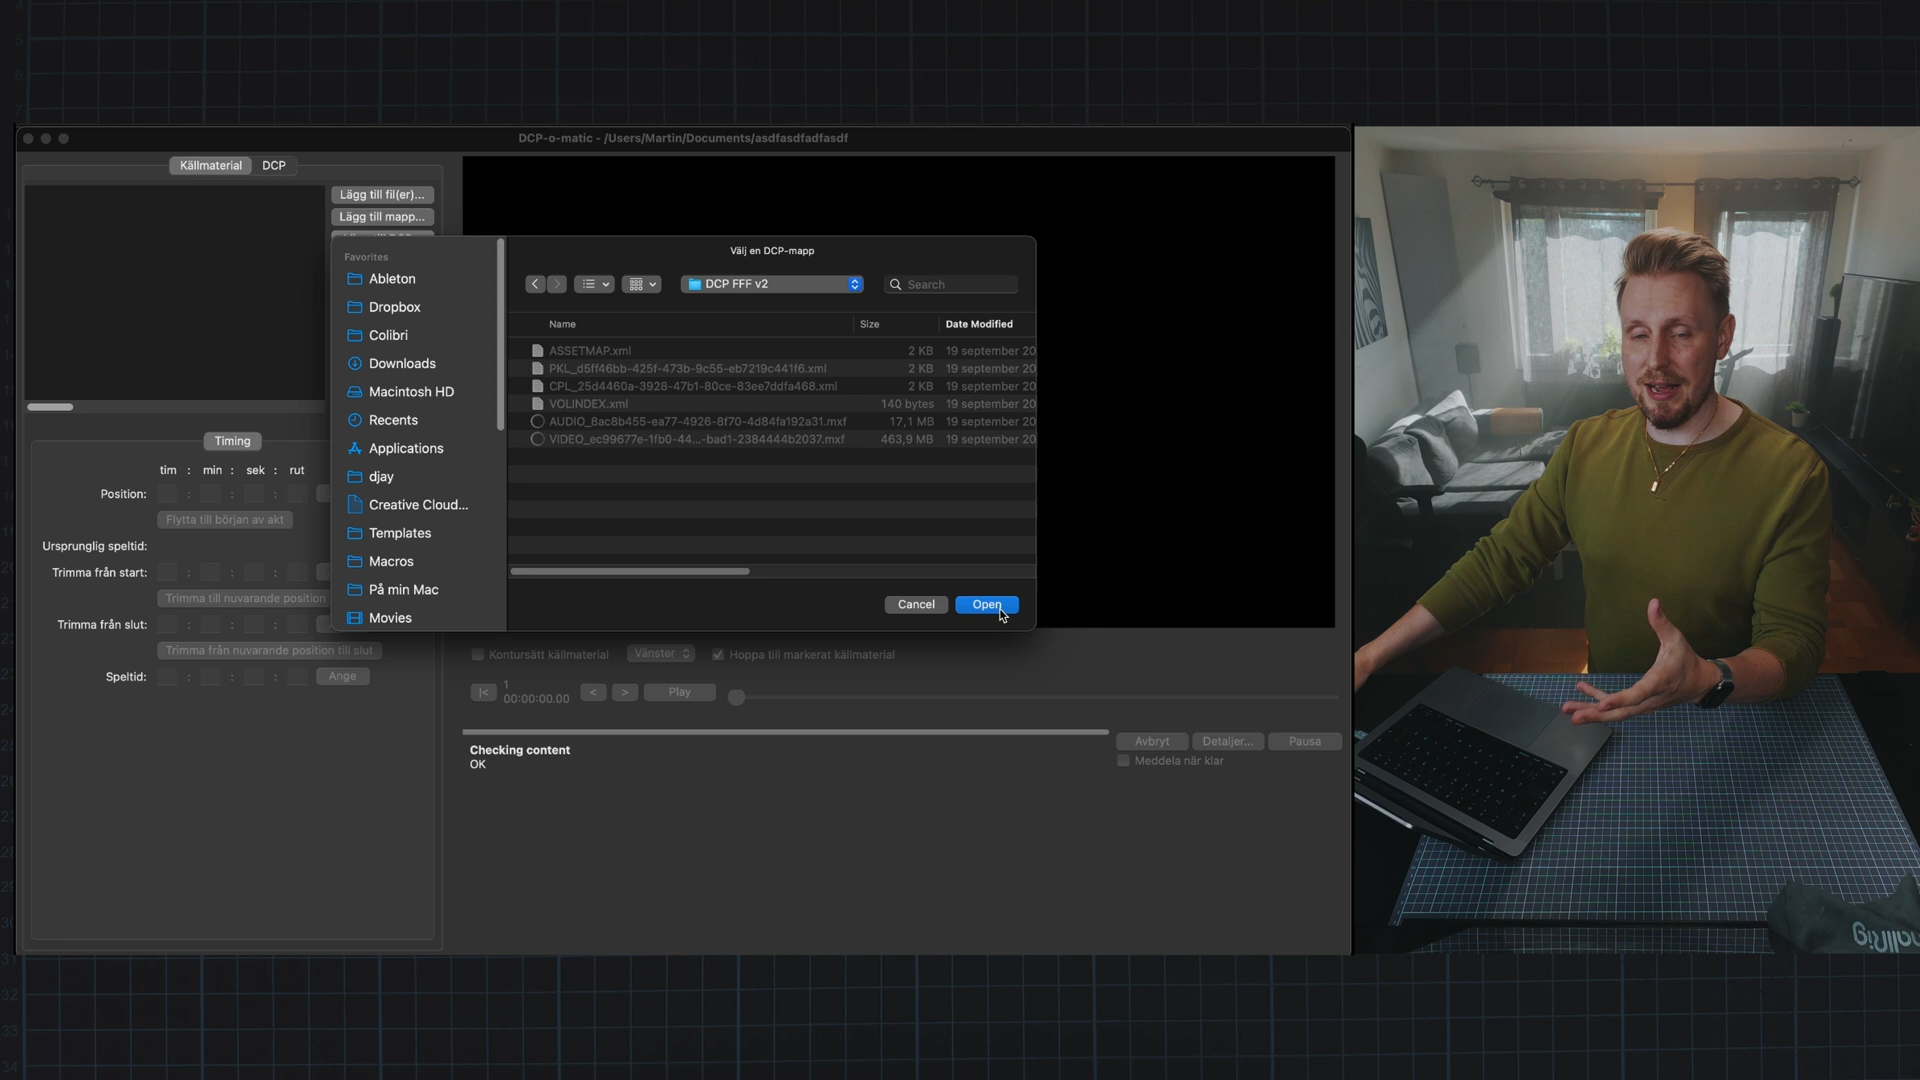 DCP-o-matic - /Users/Martin/Documents/asdfasdfadfasdf
Källmaterial
DCP
Lägg till fil(er)...
Lägg till mapp...
Välj en DCP-mapp
Favorites
Ableton
Dropbox
Colibri
Downloads
Macintosh HD
Recents
Applications
djay
Creative Cloud...
Templates
Macros
På min Mac
Movies
DCP FFF v2
Search
Name Size Date Modified
ASSETMAP.xml 2 KB 19 september 20
PKL_d5ff46bb-425f-473b-9c55-eb7219c441f6.xml 2 KB 19 september 20
CPL_25d4460a-3928-47b1-80ce-83ee7ddfa468.xml 2 KB 19 september 20
VOLINDEX.xml 140 bytes 19 september 20
AUDIO_8ac8b455-ea77-4926-8f70-4d84fa192a31.mxf 17,1 MB 19 september 20
VIDEO_ec99677e-1fb0-44...-bad1-2384444b2037.mxf 463,9 MB 19 september 20
Cancel
Open
Timing
tim : min : sek : rut
Position:
Flytta till början av akt
Ursprunglig speltid:
Trimma från start:
Trimma till nuvarande position
Trimma från slut:
Trimma från nuvarande position till slut
Speltid:
Ange
Kontursätt källmaterial
Vänster
Hoppa till markerat källmaterial
|<
1
00:00:00.00
<
>
Play
Checking content
OK
Avbryt
Detaljer...
Pausa
Meddela när klar